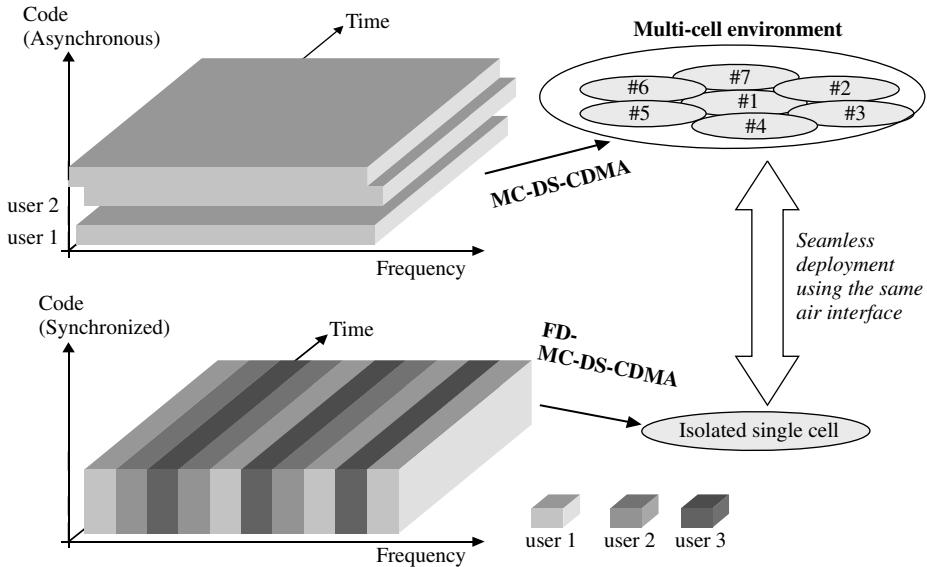 Code
(Asynchronous)
Time
user 2
user 1
Frequency
MC-DS-CDMA
Multi-cell environment
#7
#6
#2
#1
#5
#3
#4
Seamless
deployment
using the same
air interface
Code
(Synchronized)
Time
Frequency
FD-
MC-DS-CDMA
Isolated single cell
user 1
user 2
user 3